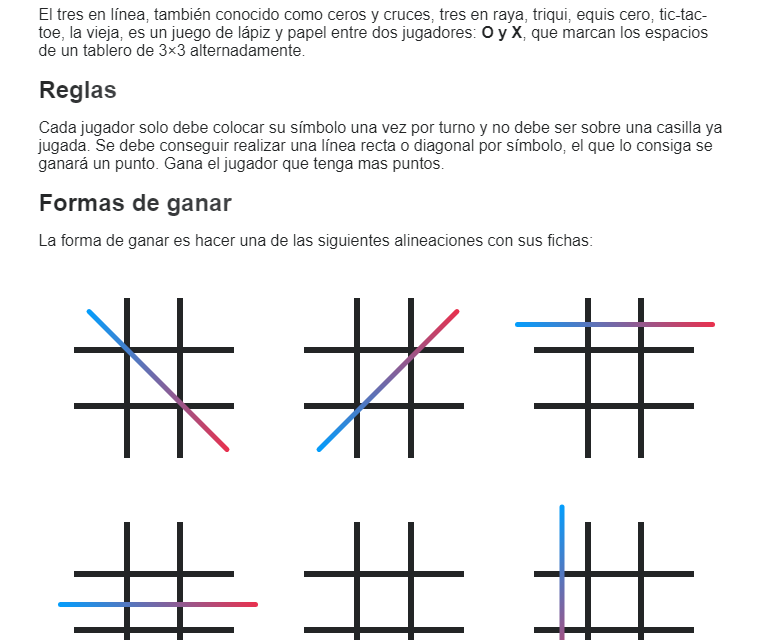 El tres en línea, también conocido como ceros y cruces, tres en raya, triqui, equis cero, tic-tac-
toe, la vieja, es un juego de lápiz y papel entre dos jugadores: O y X, que marcan los espacios
de un tablero de 3×3 alternadamente.
Reglas
Cada jugador solo debe colocar su símbolo una vez por turno y no debe ser sobre una casilla ya
jugada. Se debe conseguir realizar una línea recta o diagonal por símbolo, el que lo consiga se
ganará un punto. Gana el jugador que tenga mas puntos.
Formas de ganar
La forma de ganar es hacer una de las siguientes alineaciones con sus fichas: